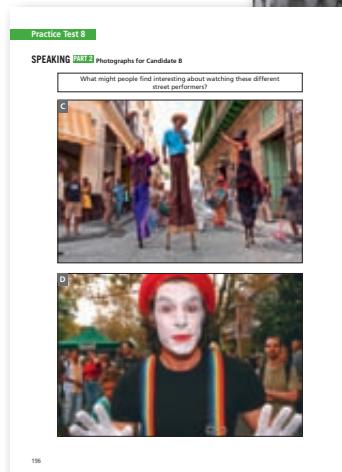 Practice Test 8
SPEAKING PART 2 Photographs for Candidate B
What might people find interesting about watching these different
street performers?
C
D
196